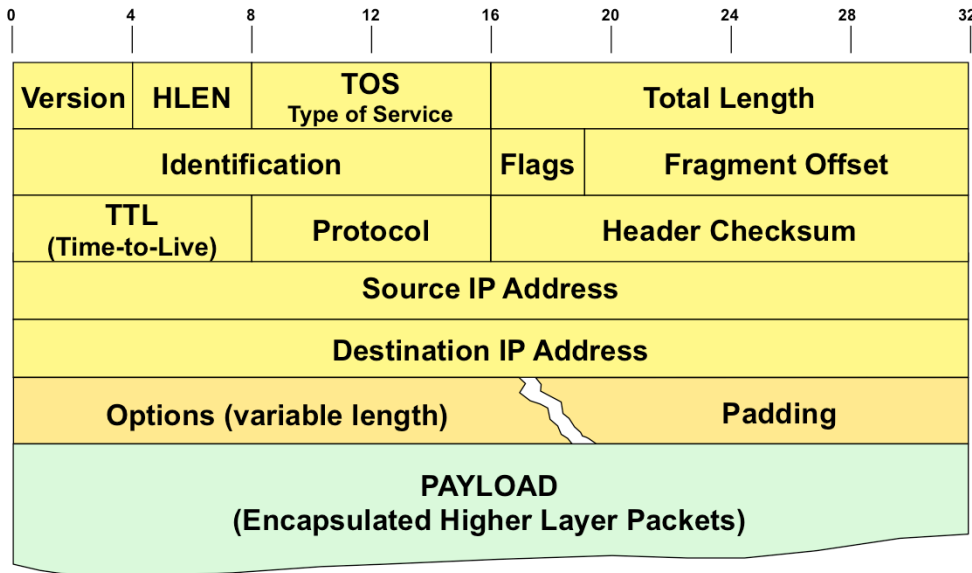 0 4 8 12 16 20 24 28 32
Version HLEN TOS Total Length
Type of Service
Identification Flags Fragment Offset
TTL Protocol Header Checksum
(Time-to-Live)
Source IP Address
Destination IP Address
Options (variable length) Padding
PAYLOAD
(Encapsulated Higher Layer Packets)